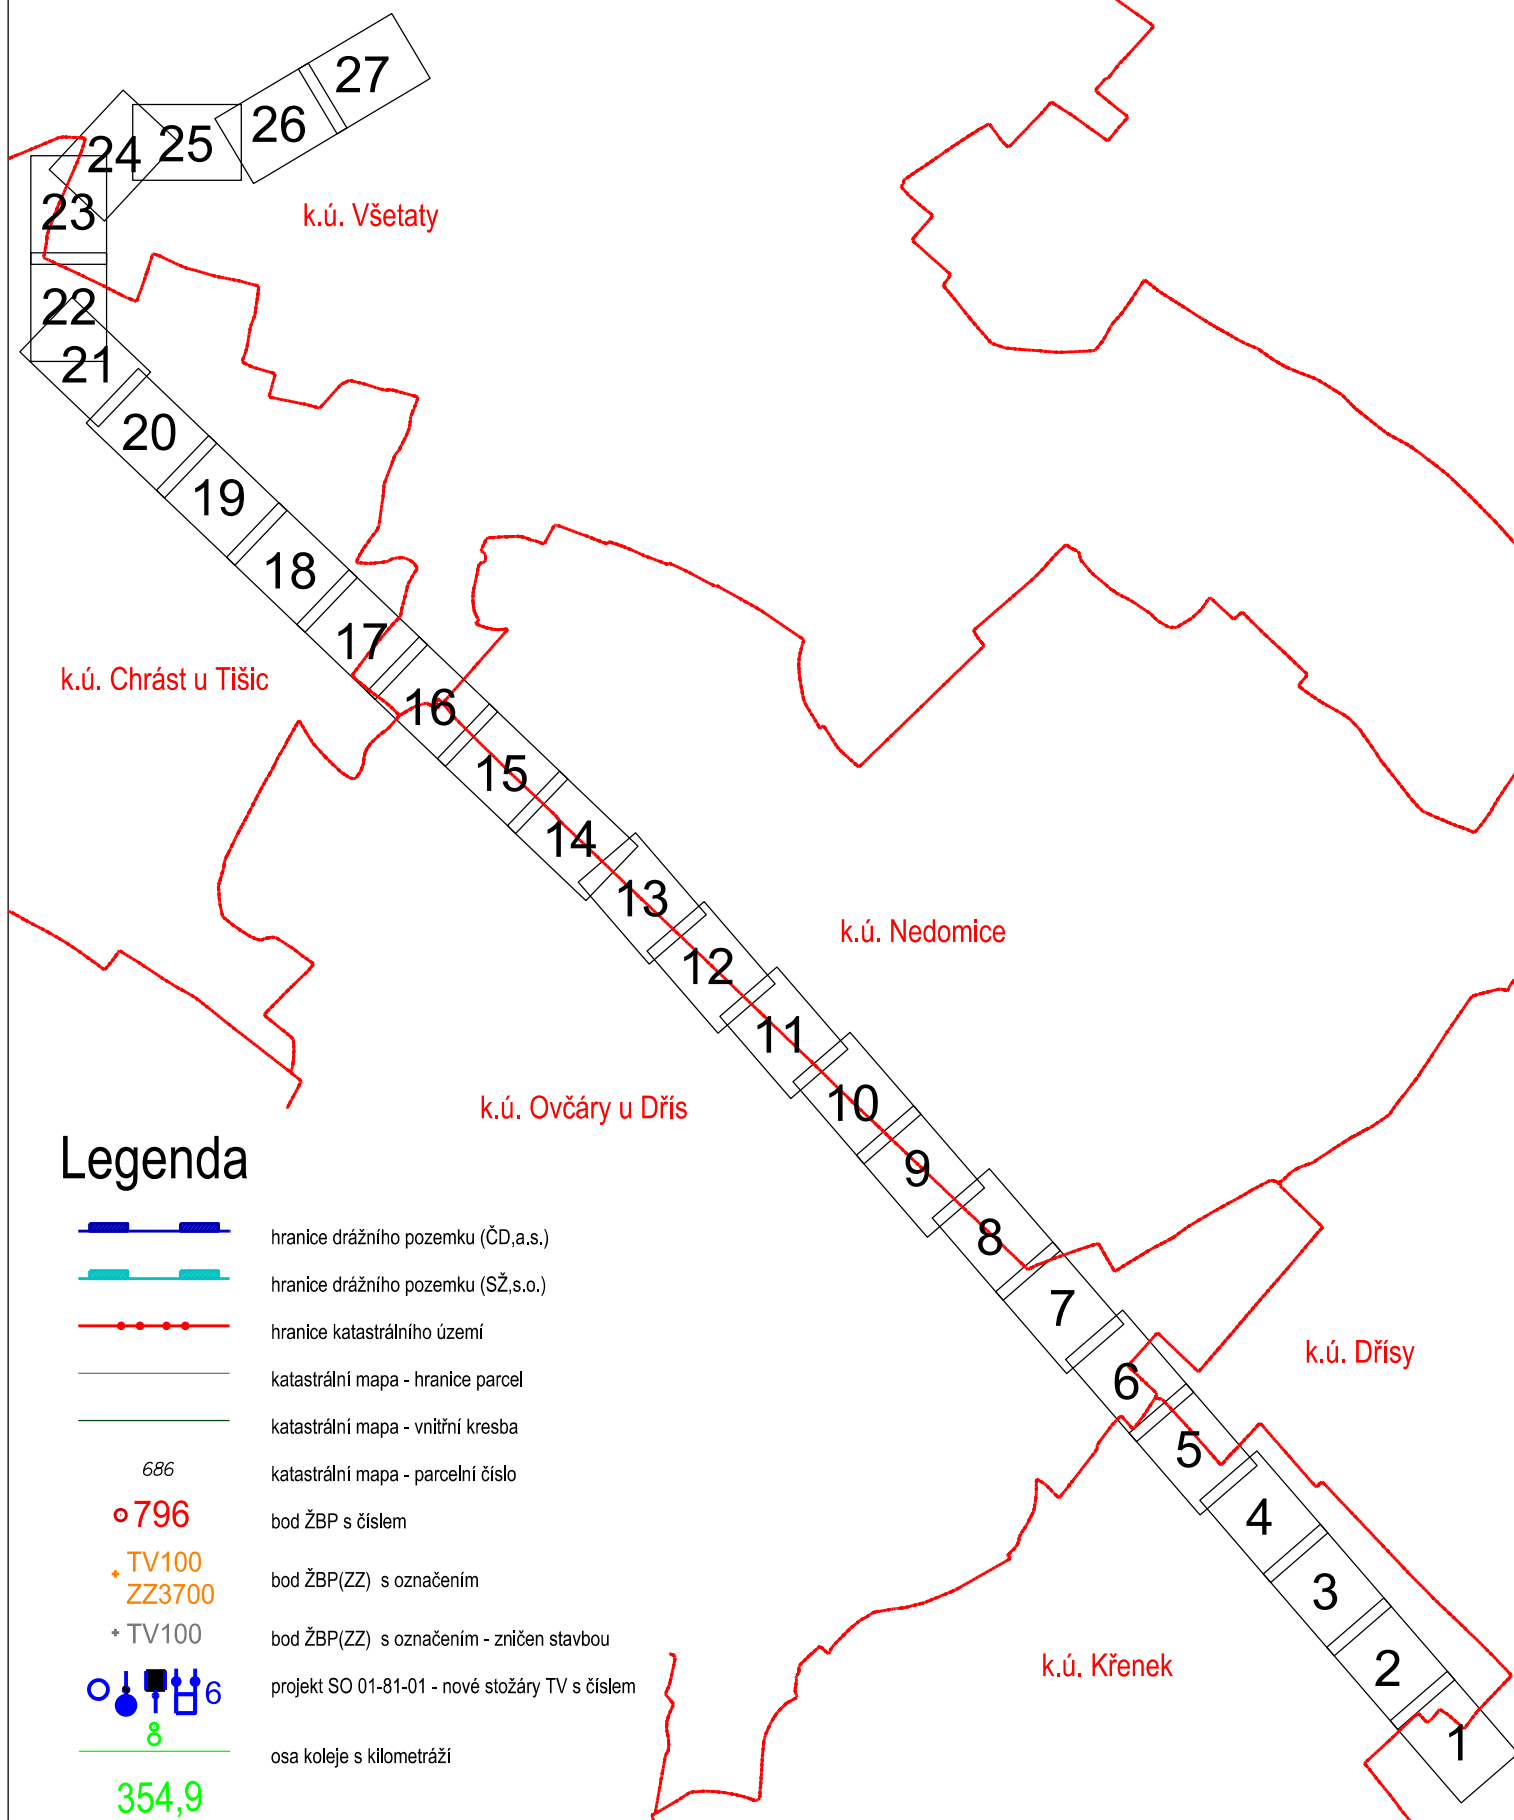 27
26
25
24
23
k.ú. Všetaty
22
21
20
19
18
17
k.ú. Chrást u Tišic
16
15
14
13
k.ú. Nedomice
12
11
10
k.ú. Ovčáry u Dřís
9
8
7
k.ú. Dřísy
6
5
4
3
k.ú. Křenek
2
1
Legenda
hranice drážního pozemku (ČD,a.s.)
hranice drážního pozemku (SŽ,s.o.)
hranice katastrálního území
katastrální mapa - hranice parcel
katastrální mapa - vnitřní kresba
686 katastrální mapa - parcelní číslo
796 bod ŽBP s číslem
TV100
ZZ3700
bod ŽBP(ZZ) s označením
TV100 bod ŽBP(ZZ) s označením - zničen stavbou
6 projekt SO 01-81-01 - nové stožáry TV s číslem
8
osa koleje s kilometráží
354,9